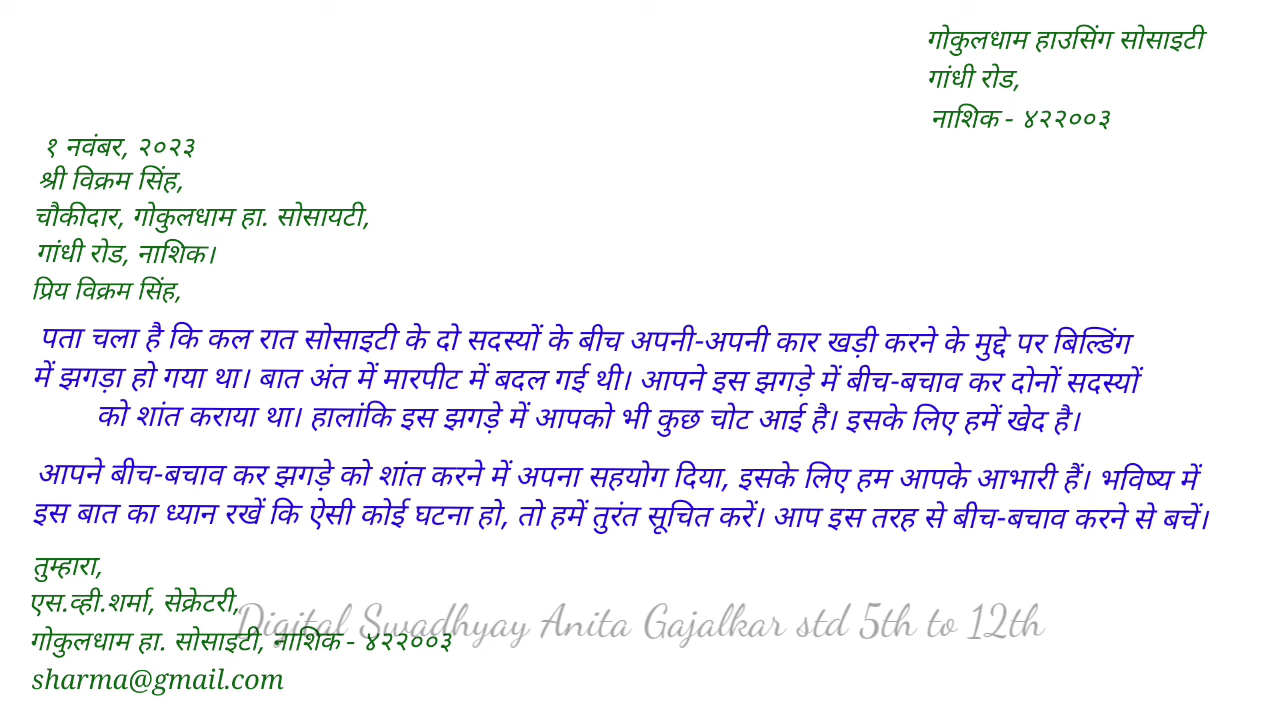 गोकुलधाम हाउसिंग सोसाइटी
गांधी रोड,
नाशिक - ४२२००३
१ नवंबर, २०२३
श्री विक्रम सिंह,
चौकीदार, गोकुलधाम हा. सोसायटी,
गांधी रोड, नाशिक।
प्रिय विक्रम सिंह,
पता चला है कि कल रात सोसाइटी के दो सदस्यों के बीच अपनी-अपनी कार खड़ी करने के मुद्दे पर बिल्डिंग
में झगड़ा हो गया था। बात अंत में मारपीट में बदल गई थी। आपने इस झगड़े में बीच-बचाव कर दोनों सदस्यों
को शांत कराया था। हालांकि इस झगड़े में आपको भी कुछ चोट आई है। इसके लिए हमें खेद है।
आपने बीच-बचाव कर झगड़े को शांत करने में अपना सहयोग दिया, इसके लिए हम आपके आभारी हैं। भविष्य में
इस बात का ध्यान रखें कि ऐसी कोई घटना हो, तो हमें तुरंत सूचित करें। आप इस तरह से बीच-बचाव करने से बचें।
तुम्हारा,
एस.व्ही.शर्मा, सेक्रेटरी,
Digital Swadhyay Anita Gajalkar std 5th to 12th
गोकुलधाम हा. सोसाइटी, नाशिक - ४२२००३
sharma@gmail.com